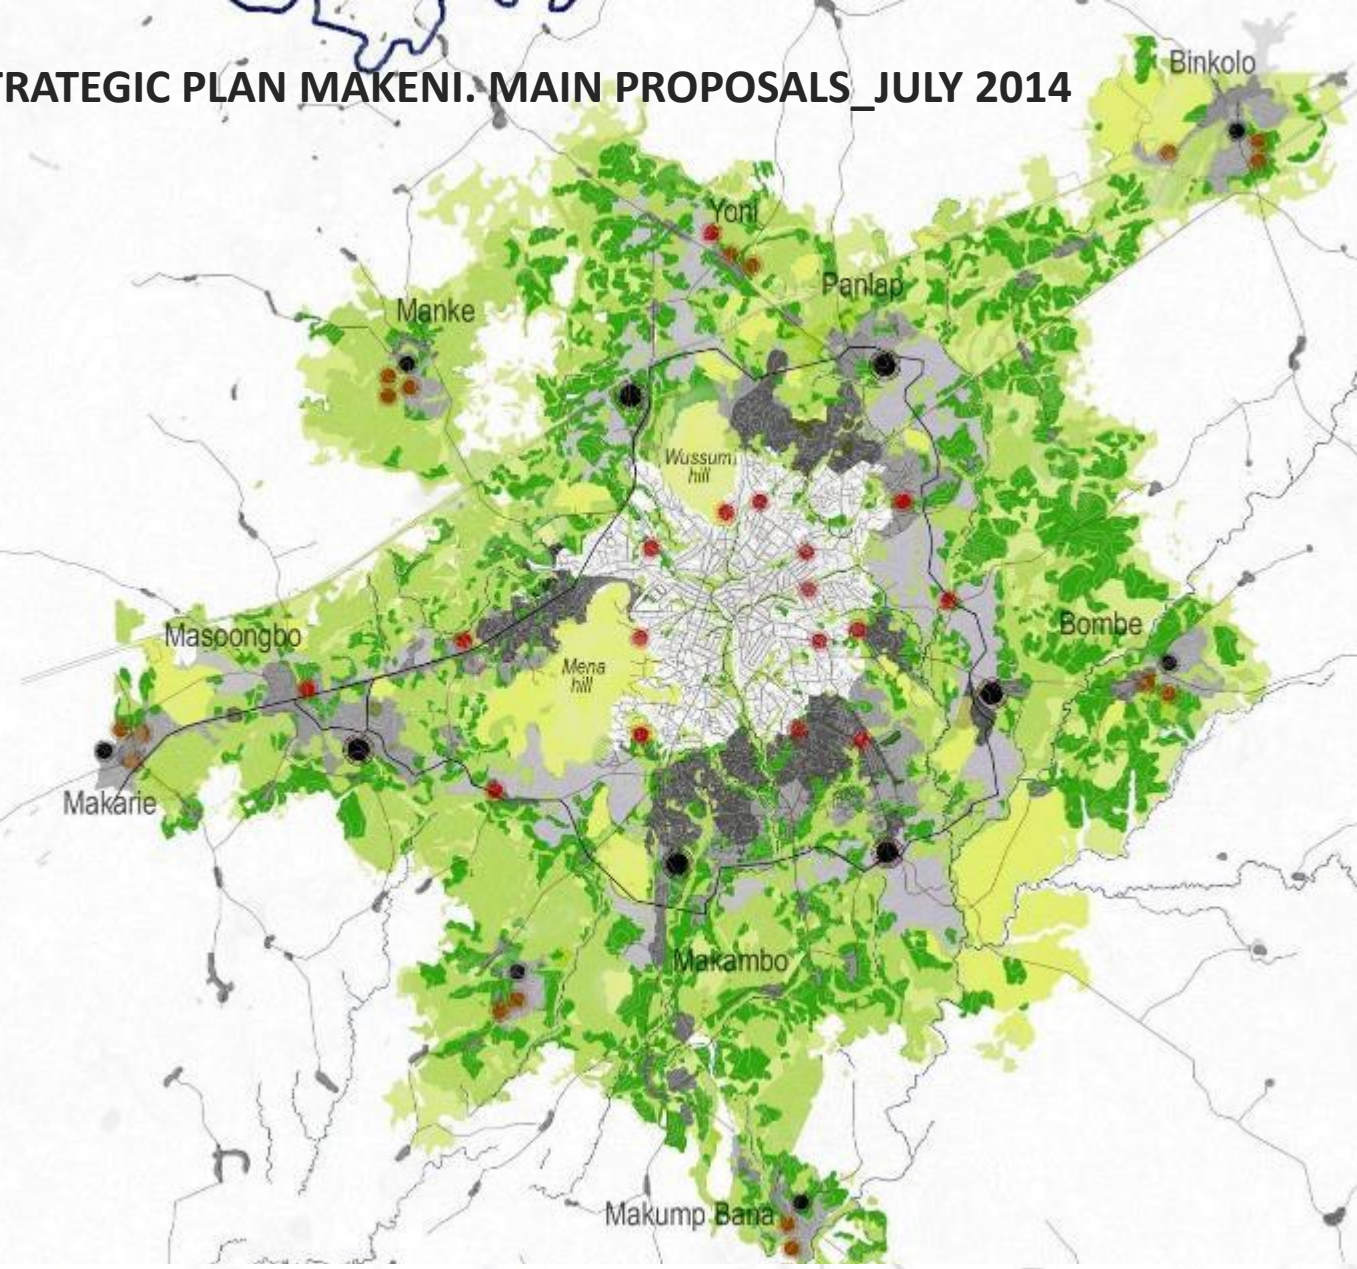 TRATEGIC PLAN MAKENI. MAIN PROPOSALS_JULY 2014
Binkolo
Yoni
Panlap
Manke
Wussum
hill
Masoongbo
Bombe
Mena
hill
Makarie
Makambo
Makump Bana